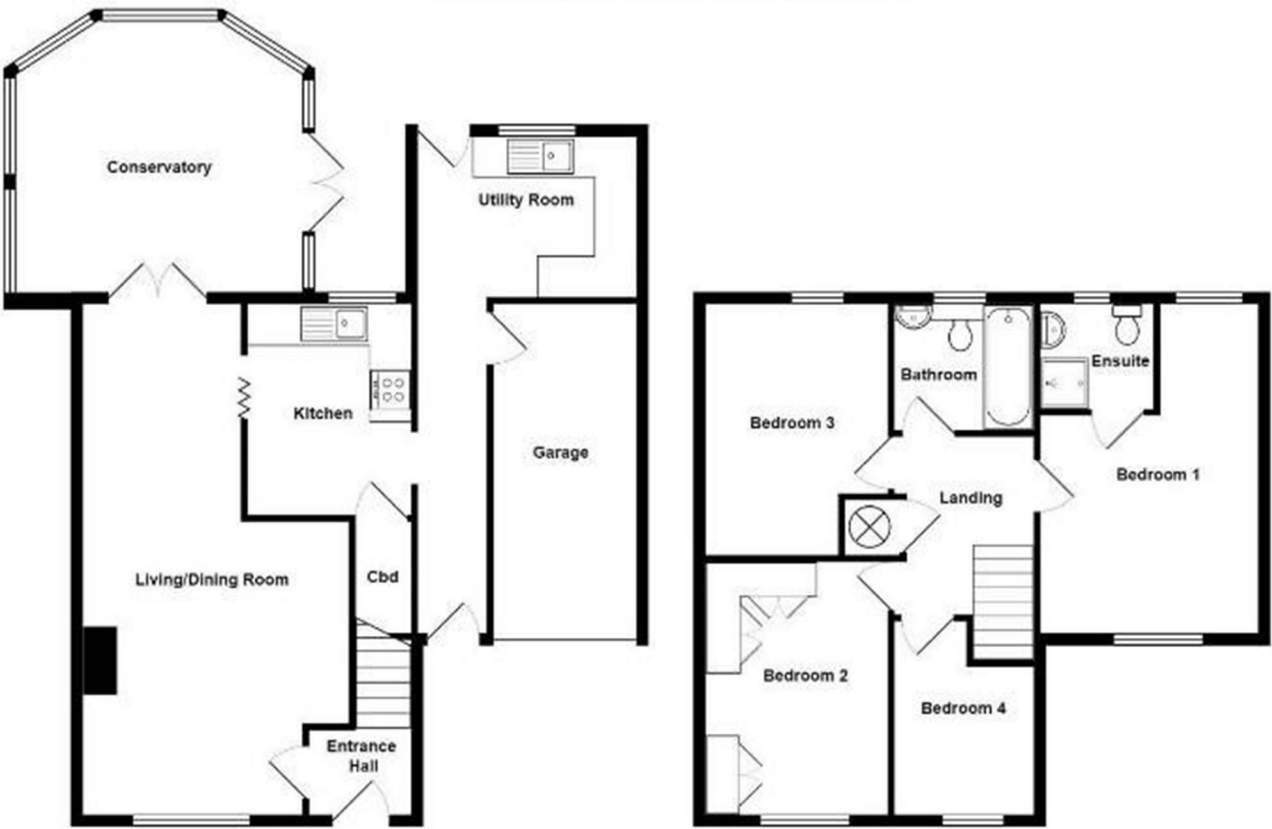 Conservatory
Utility Room
Kitchen
Garage
Living/Dining Room
Cbd
Entrance
Hall
Bathroom
Ensuite
Bedroom 3
Bedroom 1
Landing
Bedroom 2
Bedroom 4